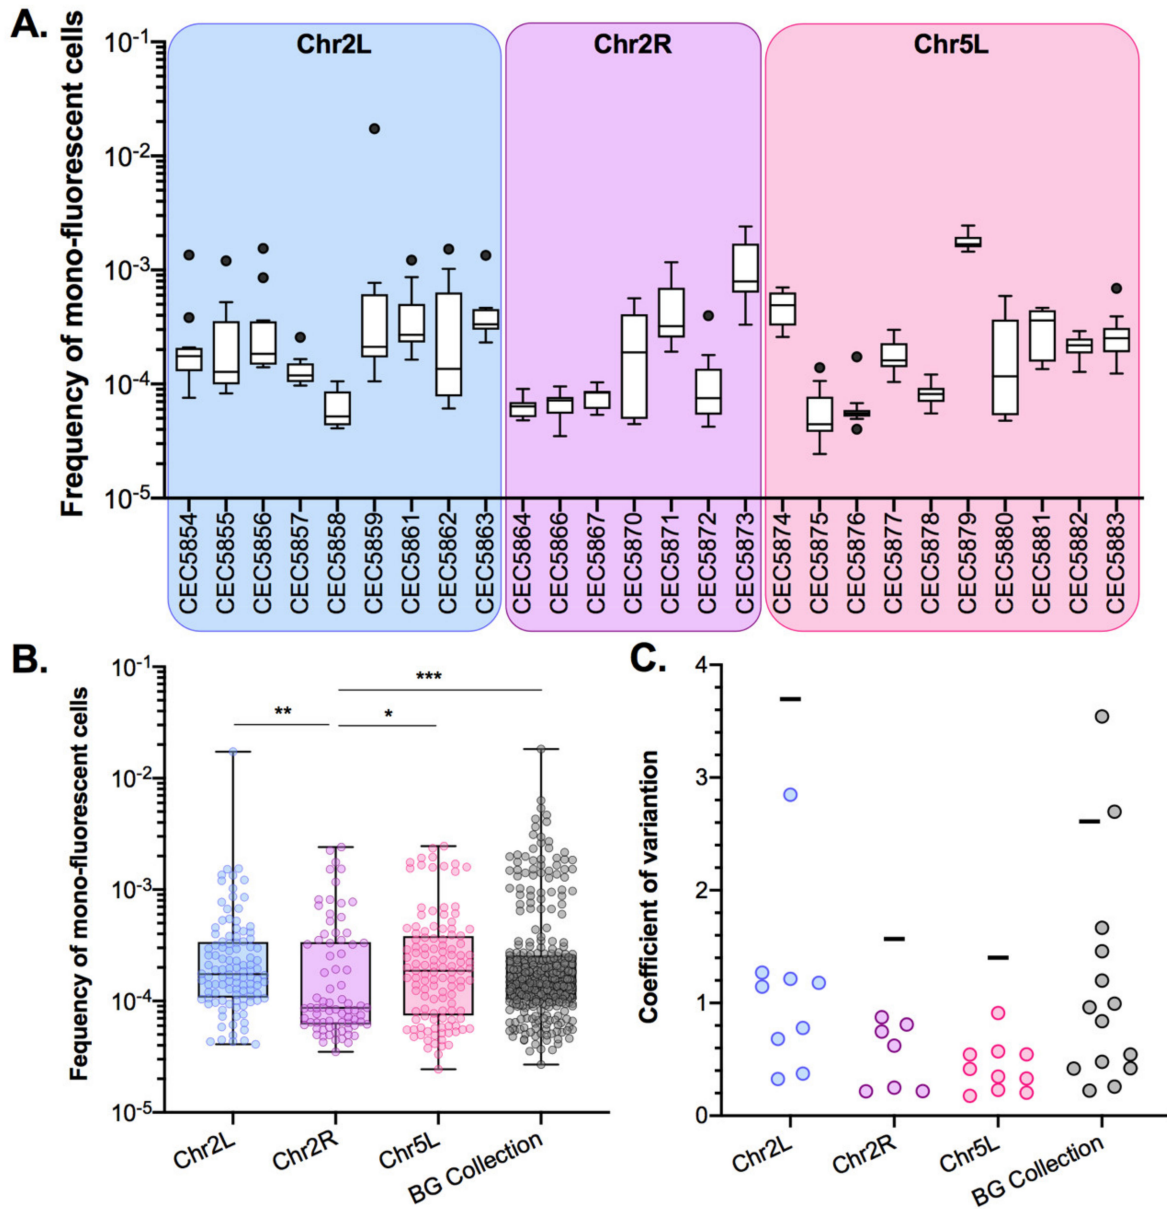 A.
Chr2L
Chr2R
Chr5L
Frequency of mono-fluorescent cells
10-1
10-2
10-3
10-4
10-5
CEC5854
CEC5855
CEC5856
CEC5857
CEC5858
CEC5859
CEC5861
CEC5862
CEC5863
CEC5864
CEC5866
CEC5867
CEC5870
CEC5871
CEC5872
CEC5873
CEC5874
CEC5875
CEC5876
CEC5877
CEC5878
CEC5879
CEC5880
CEC5881
CEC5882
CEC5883
B.
Fequency of mono-fluorescent cells
10-1
10-2
10-3
10-4
10-5
***
**
*
Chr2L
Chr2R
Chr5L
BG Collection
C.
Coefficient of variantion
4
3
2
1
0
Chr2L
Chr2R
Chr5L
BG Collection